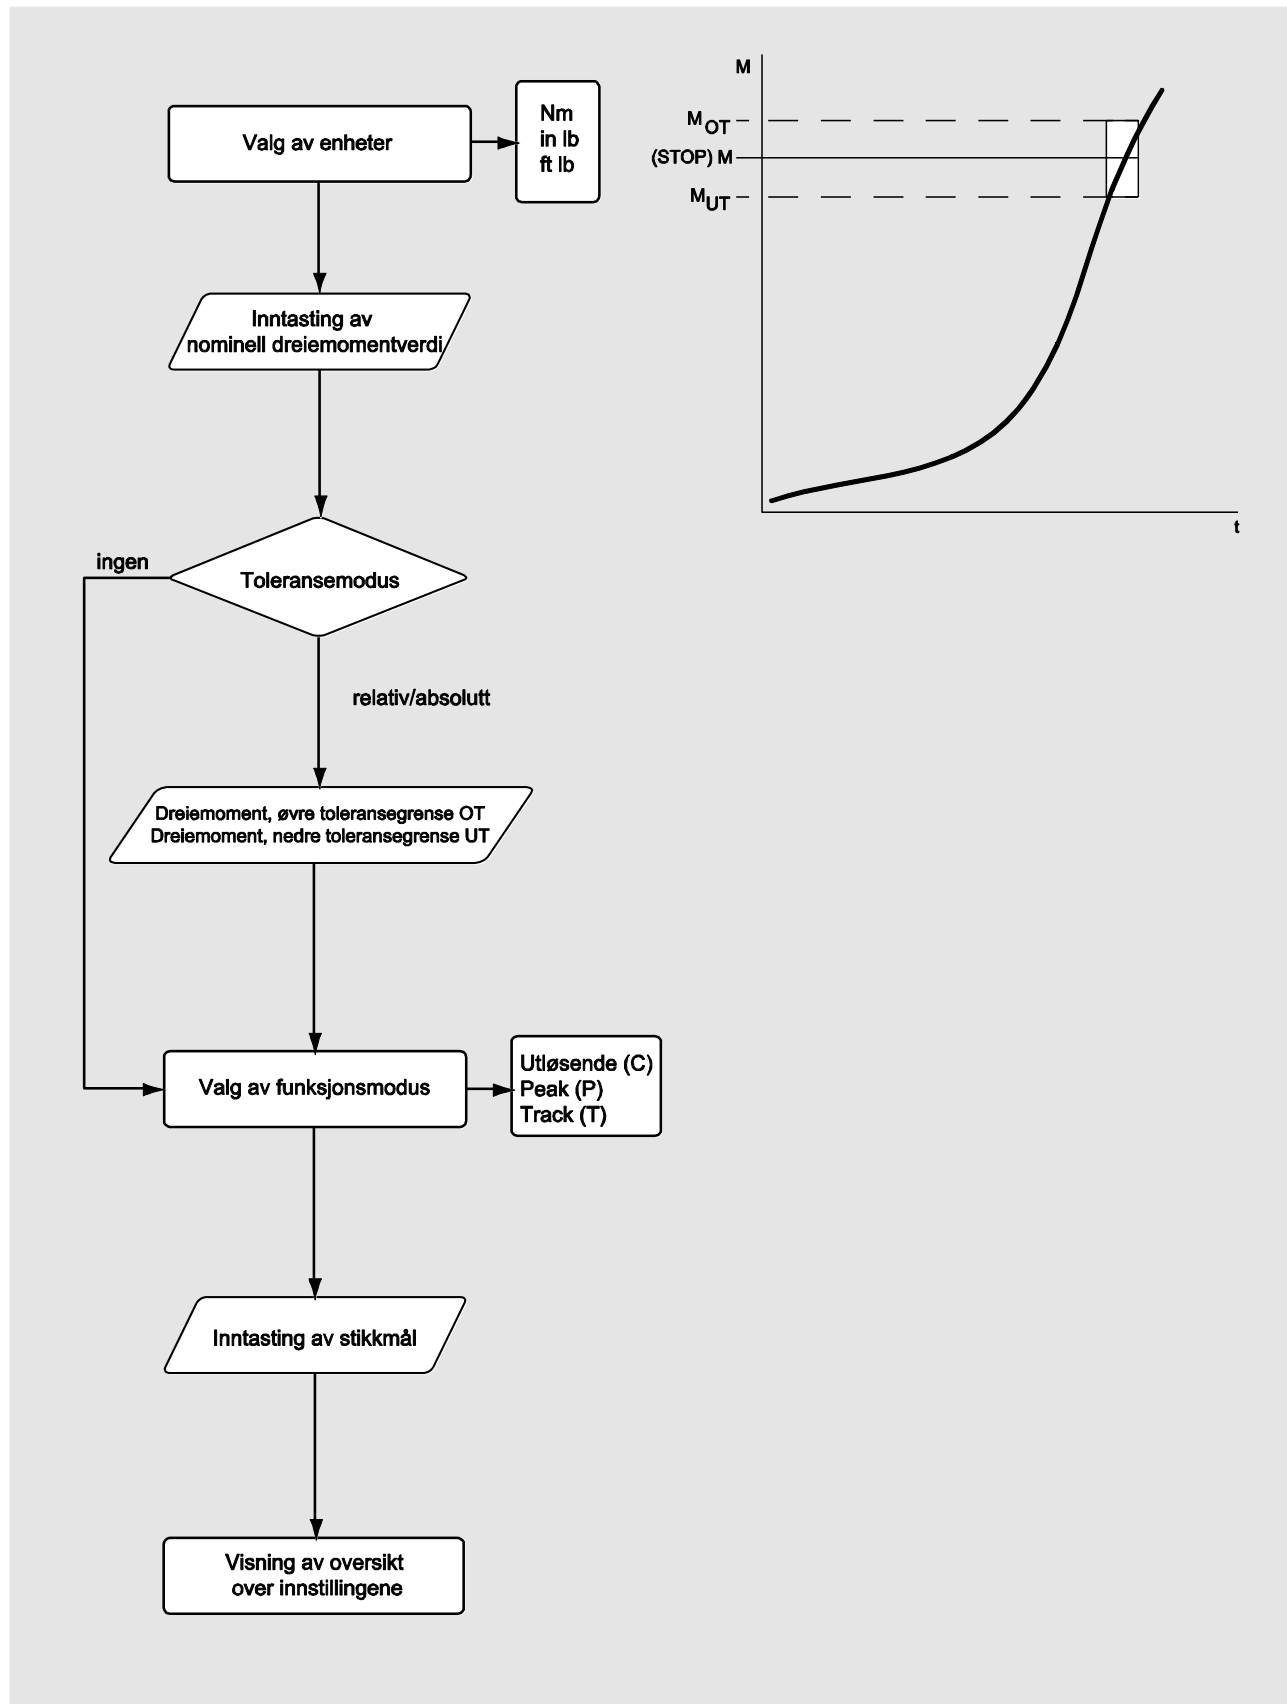 Valg av enheter
Nm
in lb
ft lb
Inntasting av
nominell dreiemomentverdi
Toleransemodus
ingen
relativ/absolutt
Dreiemoment, øvre toleransegrense OT
Dreiemoment, nedre toleransegrense UT
Valg av funksjonsmodus
Utløsende (C)
Peak (P)
Track (T)
Inntasting av stikkmål
Visning av oversikt
over innstillingene
M
MOT
(STOP) M
MUT
t